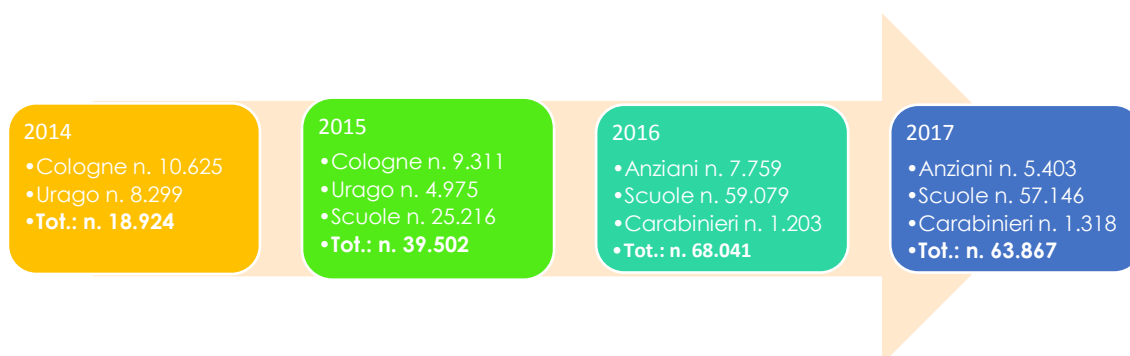 2014
•Cologne n. 10.625
•Urago n. 8.299
•Tot.: n. 18.924
2015
•Cologne n. 9.311
•Urago n. 4.975
•Scuole n. 25.216
•Tot.: n. 39.502
2016
•Anziani n. 7.759
•Scuole n. 59.079
•Carabinieri n. 1.203
•Tot.: n. 68.041
2017
•Anziani n. 5.403
•Scuole n. 57.146
•Carabinieri n. 1.318
•Tot.: n. 63.867